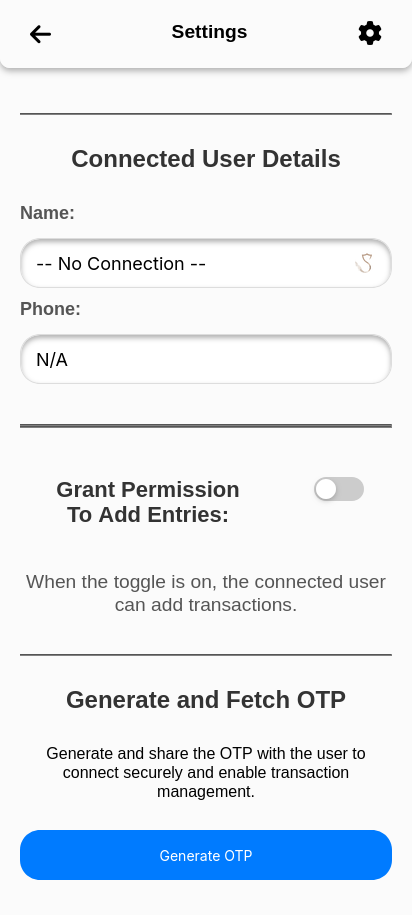 Settings
Connected User Details
Name:
-- No Connection --
Phone:
N/A
Grant Permission
To Add Entries:
When the toggle is on, the connected user
can add transactions.
Generate and Fetch OTP
Generate and share the OTP with the user to
connect securely and enable transaction
management.
Generate OTP